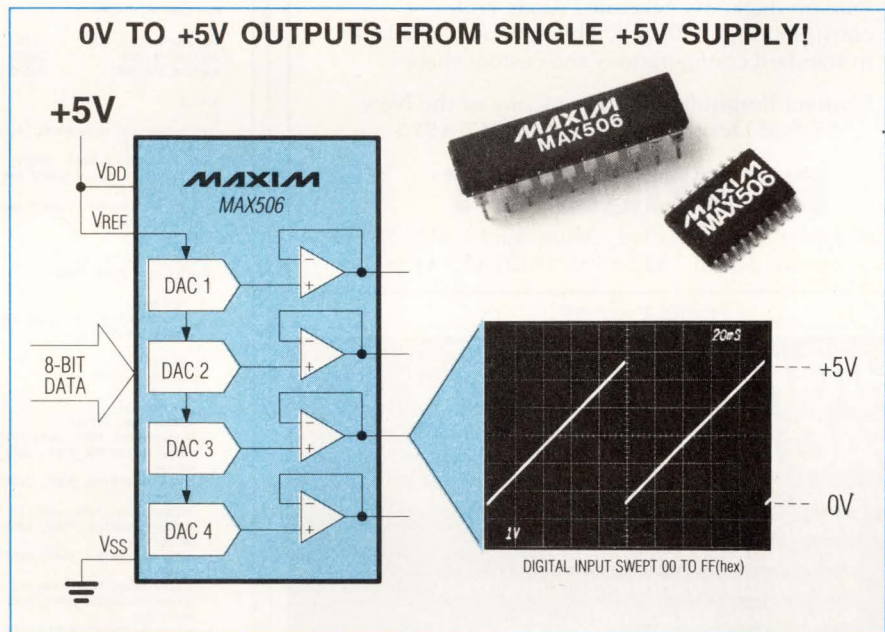 0V TO +5V OUTPUTS FROM SINGLE +5V SUPPLY!
+5V
VDD
VREF
MAXIM
MAX506
DAC 1
DAC 2
DAC 3
DAC 4
8-BIT
DATA
VSS
MAXIM
MAX506
MAXIM
MAX506
20mS
1V
+5V
0V
DIGITAL INPUT SWEPT 00 TO FF(hex)